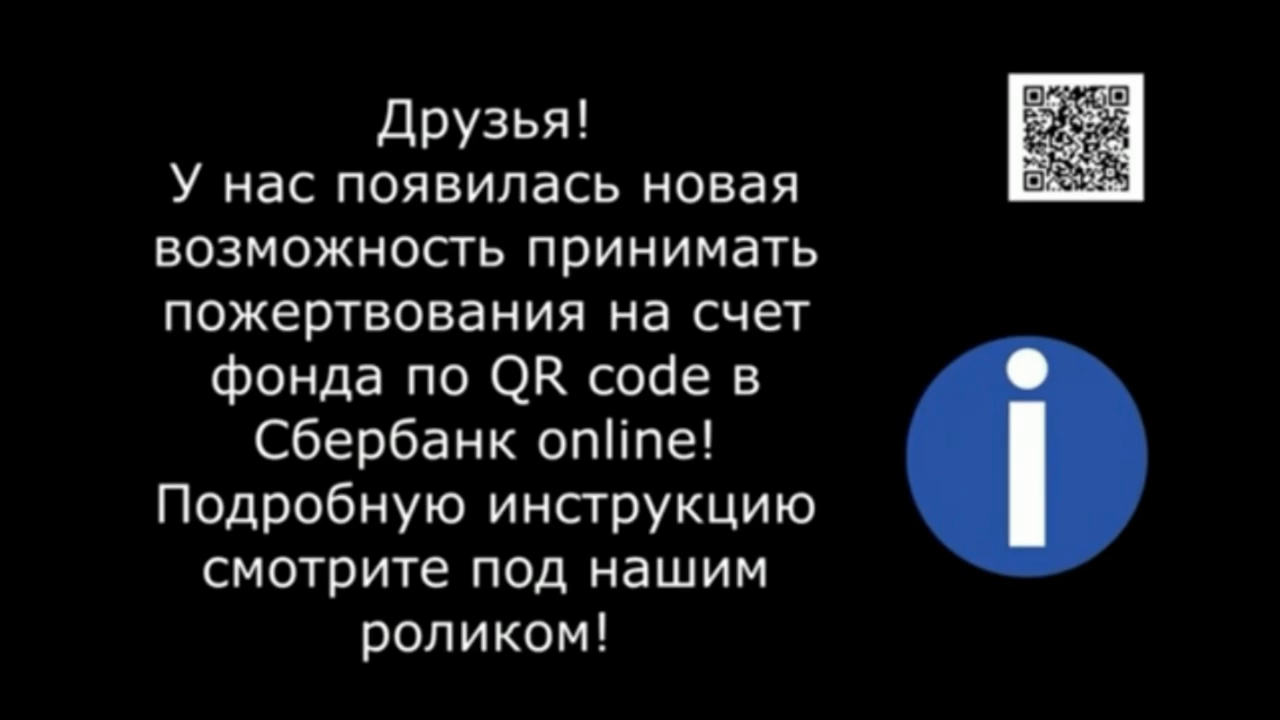 Друзья!
У нас появилась новая
возможность принимать
пожертвования на счет
фонда по QR code в
Сбербанк online!
Подробную инструкцию
смотрите под нашим
роликом!
i